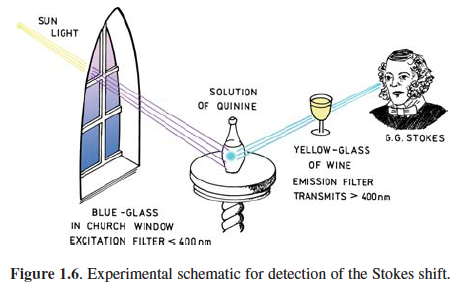 SUN
LIGHT
SOLUTION
OF QUININE
G.G. STOKES
YELLOW-GLASS
OF WINE
EMISSION FILTER
TRANSMITS > 400nm
BLUE-GLASS
IN CHURCH WINDOW
EXCITATION FILTER < 400nm
Figure 1.6. Experimental schematic for detection of the Stokes shift.